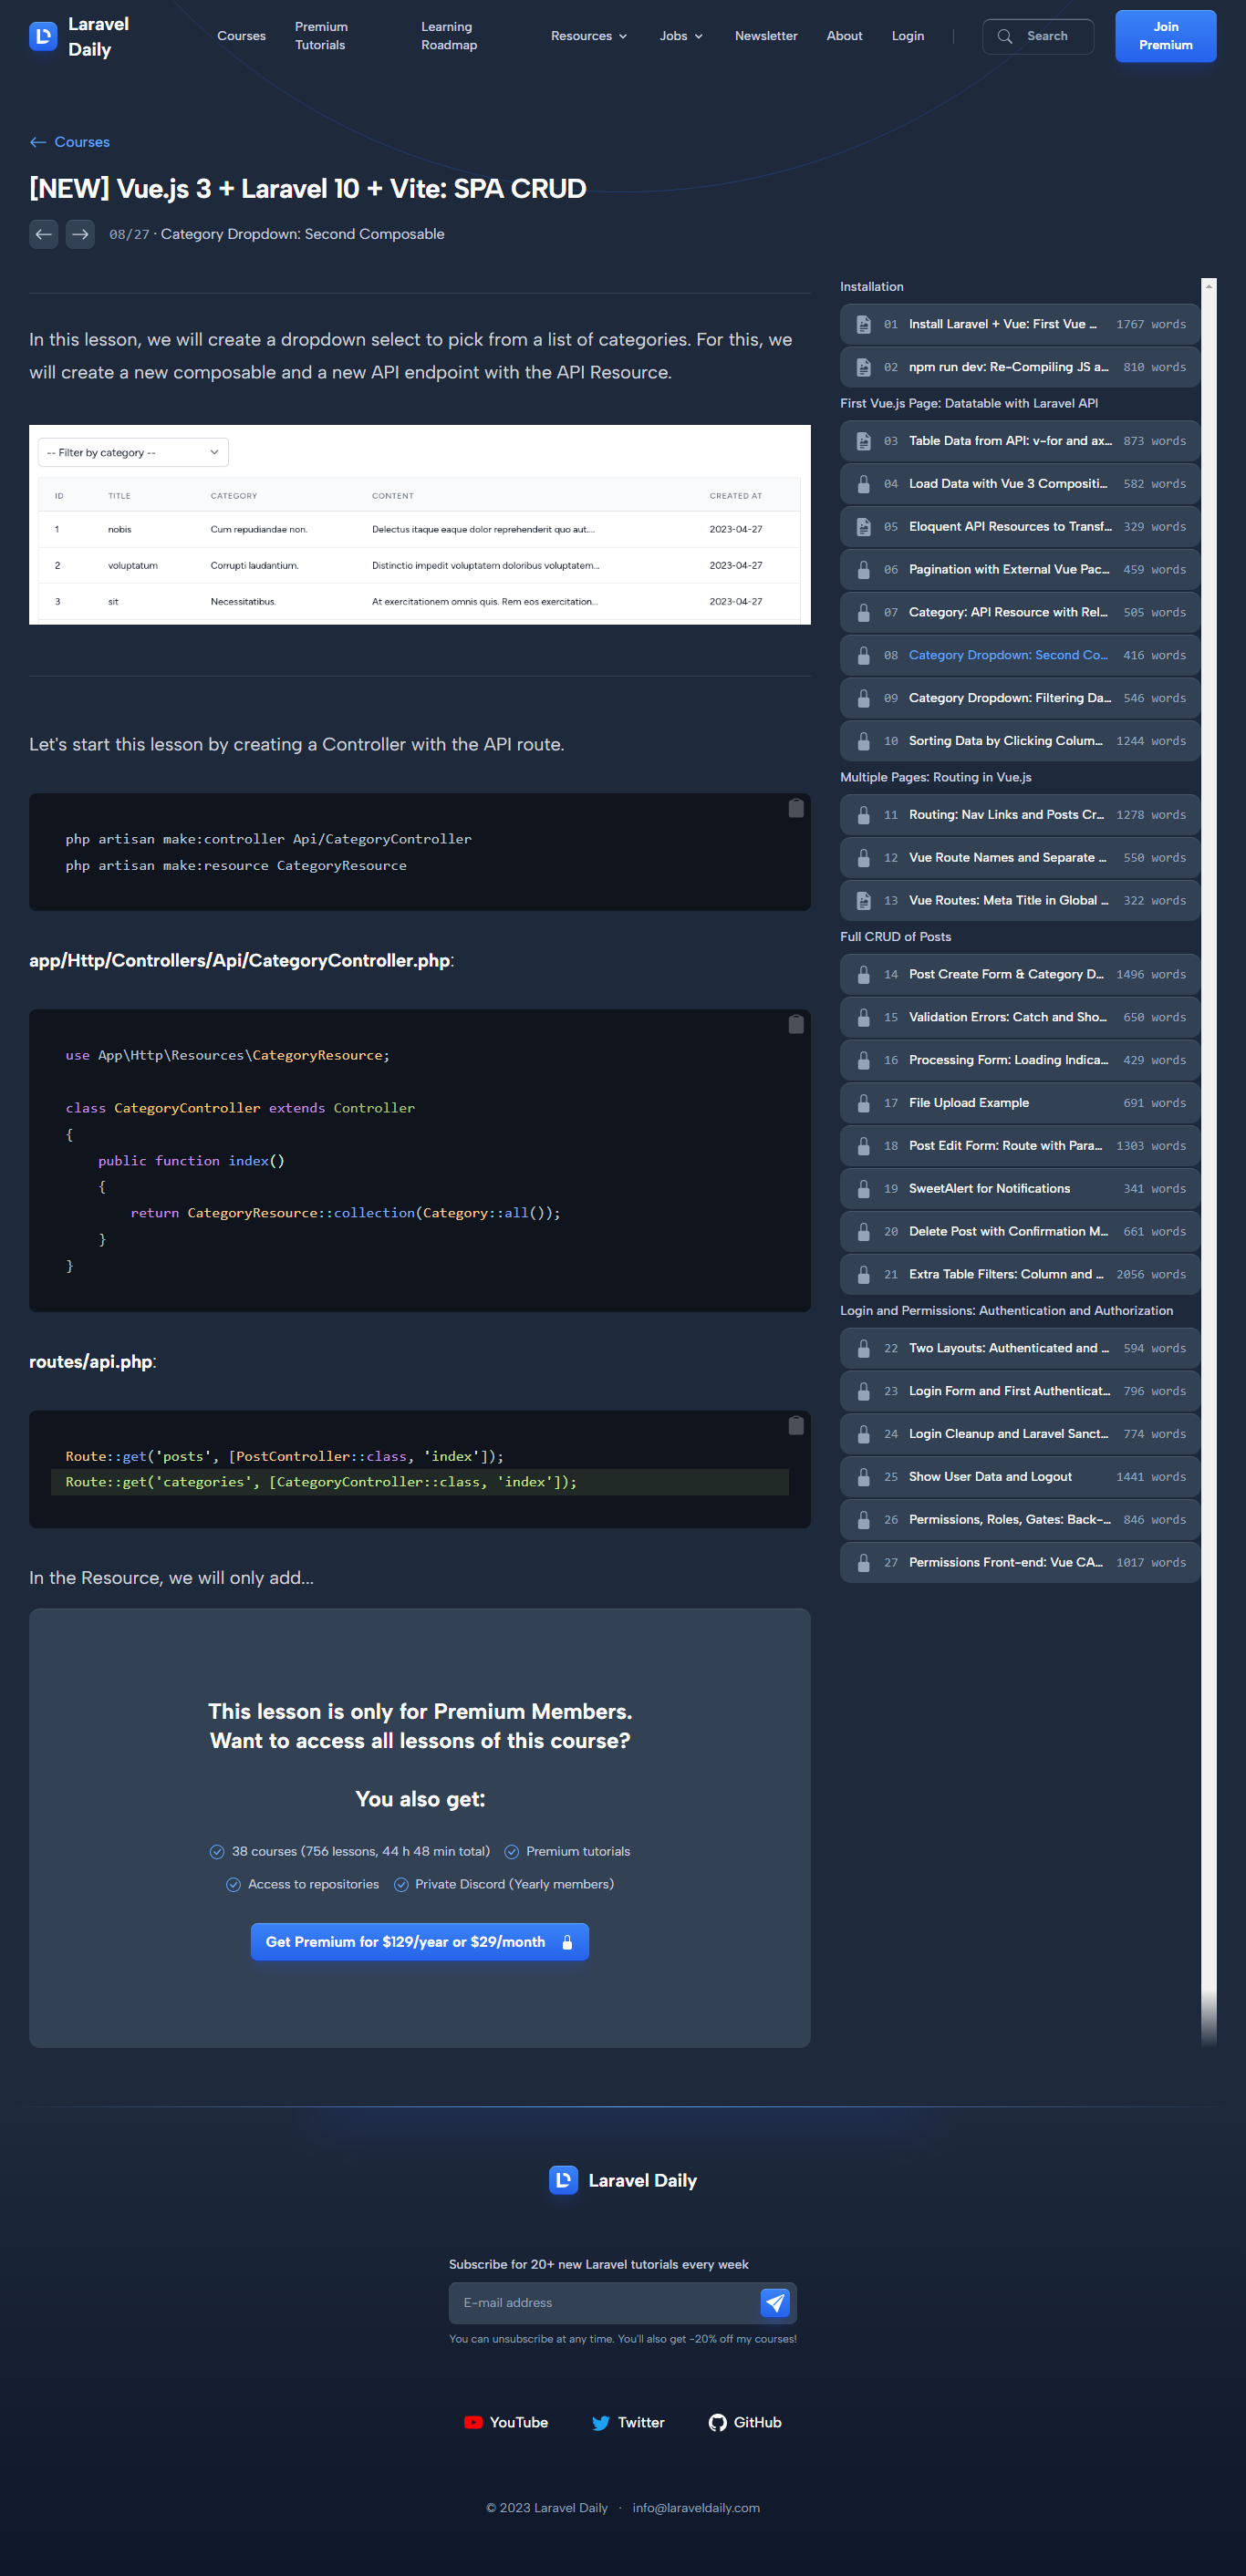 Laravel
Daily
Courses
Premium
Tutorials
Learning
Roadmap
Resources
Jobs
Newsletter
About
Login
Search
Join
Premium
Courses
[NEW] Vue.js 3 + Laravel 10 + Vite: SPA CRUD
08/27 · Category Dropdown: Second Composable
In this lesson, we will create a dropdown select to pick from a list of categories. For this, we
will create a new composable and a new API endpoint with the API Resource.
-- Filter by category --
ID TITLE CATEGORY CONTENT CREATED AT
1 nobis Cum repudiandae non. Delectus itaque eaque dolor reprehenderit quo aut.... 2023-04-27
2 voluptatum Corrupti laudantium. Distinctio impedit voluptatem doloribus voluptatem... 2023-04-27
3 sit Necessitatibus. At exercitationem omnis quis. Rem eos exercitation... 2023-04-27
Let's start this lesson by creating a Controller with the API route.
php artisan make:controller Api/CategoryController
php artisan make:resource CategoryResource
app/Http/Controllers/Api/CategoryController.php:
use App\Http\Resources\CategoryResource;
class CategoryController extends Controller
{
public function index()
{
return CategoryResource::collection(Category::all());
}
}
routes/api.php:
Route::get('posts', [PostController::class, 'index']);
Route::get('categories', [CategoryController::class, 'index']);
In the Resource, we will only add...
This lesson is only for Premium Members.
Want to access all lessons of this course?
You also get:
38 courses (756 lessons, 44 h 48 min total) Premium tutorials
Access to repositories Private Discord (Yearly members)
Get Premium for $129/year or $29/month
Installation
01 Install Laravel + Vue: First Vue ... 1767 words
02 npm run dev: Re-Compiling JS a... 810 words
First Vue.js Page: Datatable with Laravel API
03 Table Data from API: v-for and ax... 873 words
04 Load Data with Vue 3 Compositi... 582 words
05 Eloquent API Resources to Transf... 329 words
06 Pagination with External Vue Pac... 459 words
07 Category: API Resource with Rel... 505 words
08 Category Dropdown: Second Co... 416 words
09 Category Dropdown: Filtering Da... 546 words
10 Sorting Data by Clicking Colum... 1244 words
Multiple Pages: Routing in Vue.js
11 Routing: Nav Links and Posts Cr... 1278 words
12 Vue Route Names and Separate ... 550 words
13 Vue Routes: Meta Title in Global ... 322 words
Full CRUD of Posts
14 Post Create Form & Category D... 1496 words
15 Validation Errors: Catch and Sho... 650 words
16 Processing Form: Loading Indica... 429 words
17 File Upload Example 691 words
18 Post Edit Form: Route with Para... 1303 words
19 SweetAlert for Notifications 341 words
20 Delete Post with Confirmation M... 661 words
21 Extra Table Filters: Column and ... 2056 words
Login and Permissions: Authentication and Authorization
22 Two Layouts: Authenticated and ... 594 words
23 Login Form and First Authenticat... 796 words
24 Login Cleanup and Laravel Sanct... 774 words
25 Show User Data and Logout 1441 words
26 Permissions, Roles, Gates: Back-... 846 words
27 Permissions Front-end: Vue CA... 1017 words
Laravel Daily
Subscribe for 20+ new Laravel tutorials every week
E-mail address
You can unsubscribe at any time. You'll also get -20% off my courses!
YouTube Twitter GitHub
© 2023 Laravel Daily · info@laraveldaily.com